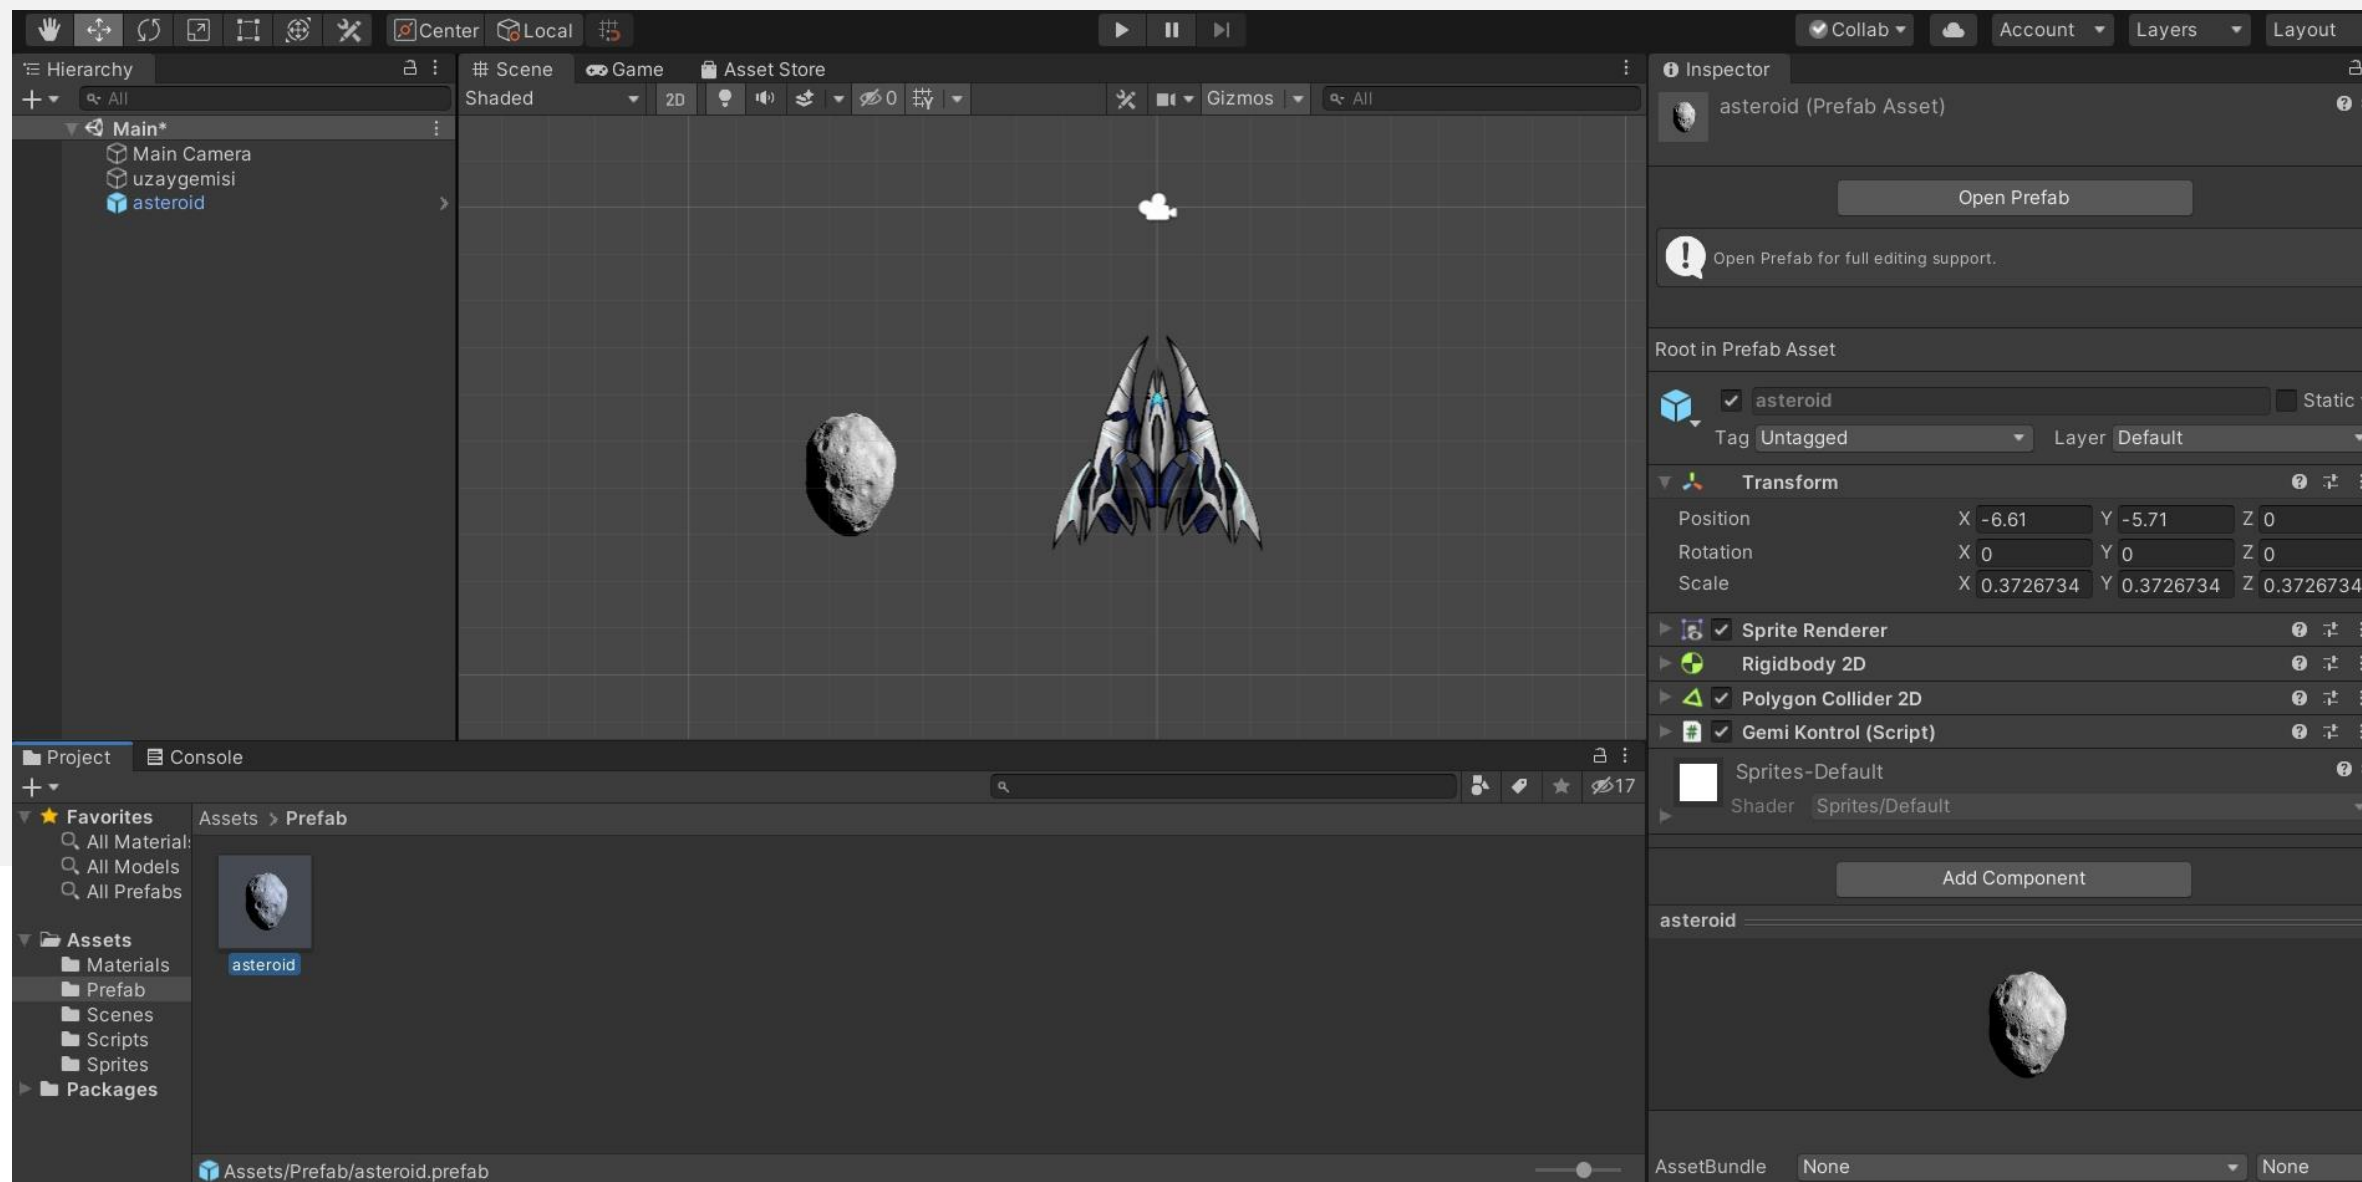 Center Local Collab Account Layers Layout
Hierarchy Scene Game Asset Store Inspector
All Shaded 2D 0 Gizmos All
asteroid (Prefab Asset)
Main*
Main Camera
uzaygemisi
asteroid
Open Prefab
Open Prefab for full editing support.
Root in Prefab Asset
asteroid Static
Tag Untagged Layer Default
Transform
Position X -6.61 Y -5.71 Z 0
Rotation X 0 Y 0 Z 0
Scale X 0.3726734 Y 0.3726734 Z 0.3726734
Sprite Renderer
Rigidbody 2D
Polygon Collider 2D
Gemi Kontrol (Script)
Sprites-Default
Shader Sprites/Default
Add Component
asteroid
AssetBundle None None
Project Console
17
Favorites
All Materials
All Models
All Prefabs
Assets
Materials
Prefab
Scenes
Scripts
Sprites
Packages
Assets > Prefab
asteroid
Assets/Prefab/asteroid.prefab